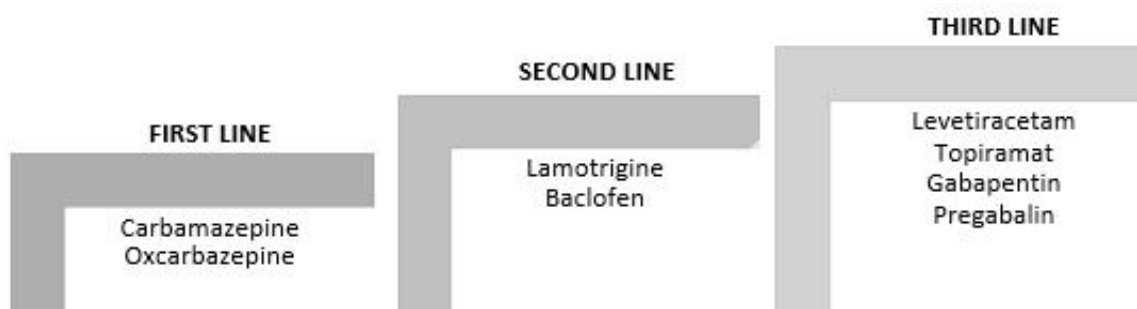 FIRST LINE
Carbamazepine
Oxcarbazepine
SECOND LINE
Lamotrigine
Baclofen
THIRD LINE
Levetiracetam
Topiramat
Gabapentin
Pregabalin